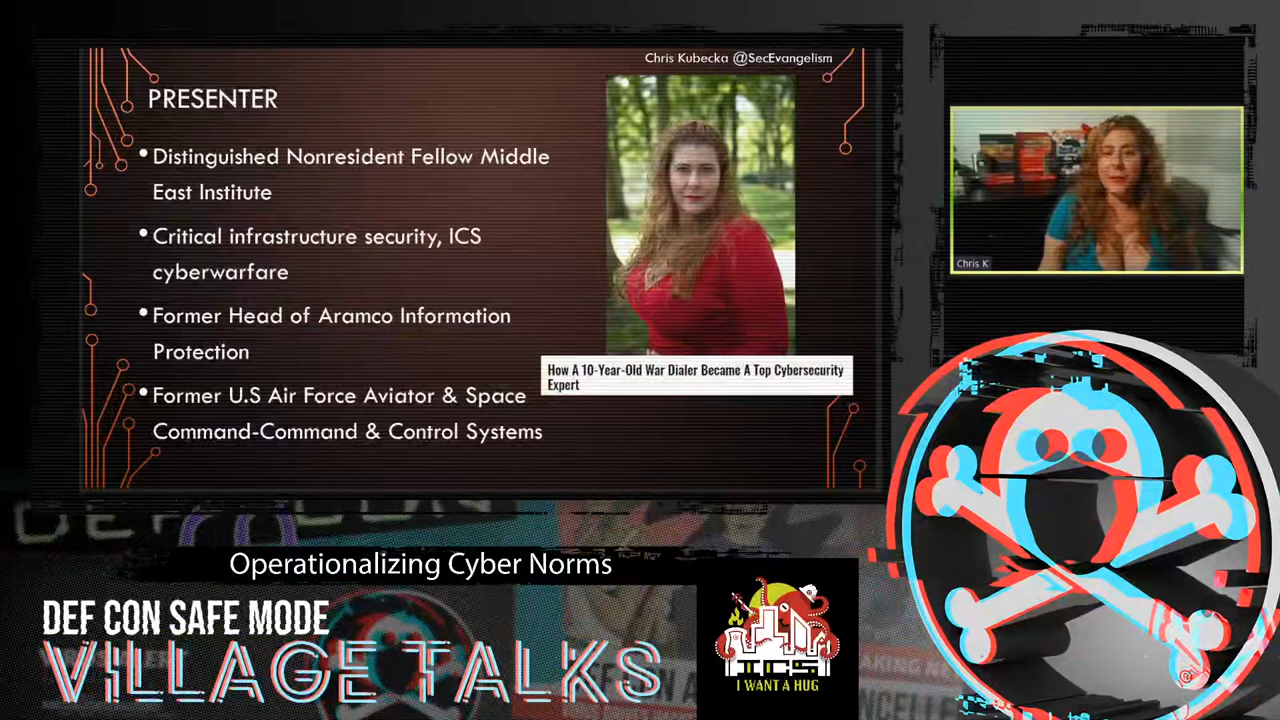 Chris Kubecka @SecEvangelism
PRESENTER
• Distinguished Nonresident Fellow Middle
East Institute
• Critical infrastructure security, ICS
cyberwarfare
• Former Head of Aramco Information
Protection
• Former U.S Air Force Aviator & Space
Command-Command & Control Systems
How A 10-Year-Old War Dialer Became A Top Cybersecurity
Expert
Chris K
DEF CON
Operationalizing Cyber Norms
DEF CON SAFE MODE
VILLAGE TALKS
ICS
I WANT A HUG